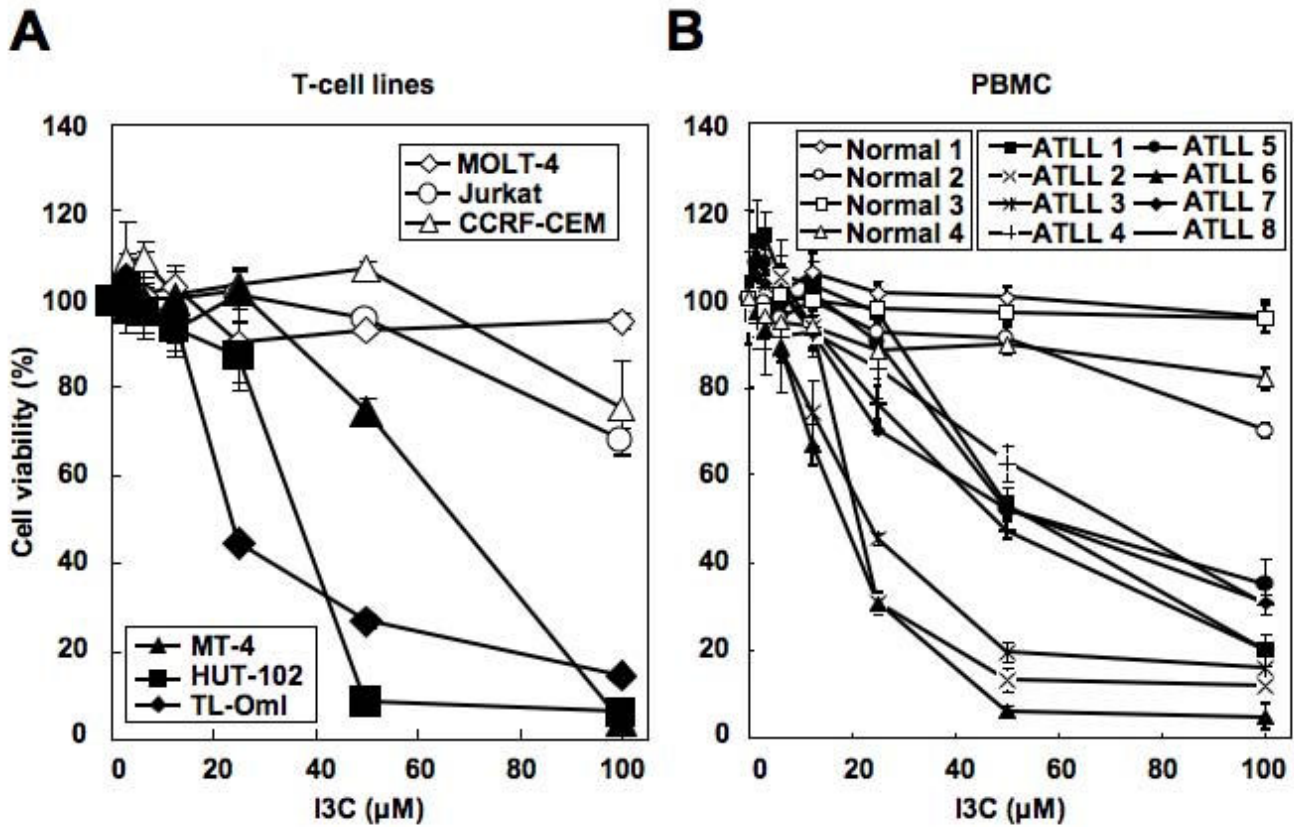 A
T-cell lines
Cell viability (%)
140
120
100
80
60
40
20
0
MOLT-4
Jurkat
CCRF-CEM
MT-4
HUT-102
TL-OmI
0 20 40 60 80 100
I3C (μM)
B
PBMC
140
120
100
80
60
40
20
0
Normal 1
Normal 2
Normal 3
Normal 4
ATLL 1 ATLL 5
ATLL 2 ATLL 6
ATLL 3 ATLL 7
ATLL 4 ATLL 8
0 20 40 60 80 100
I3C (μM)